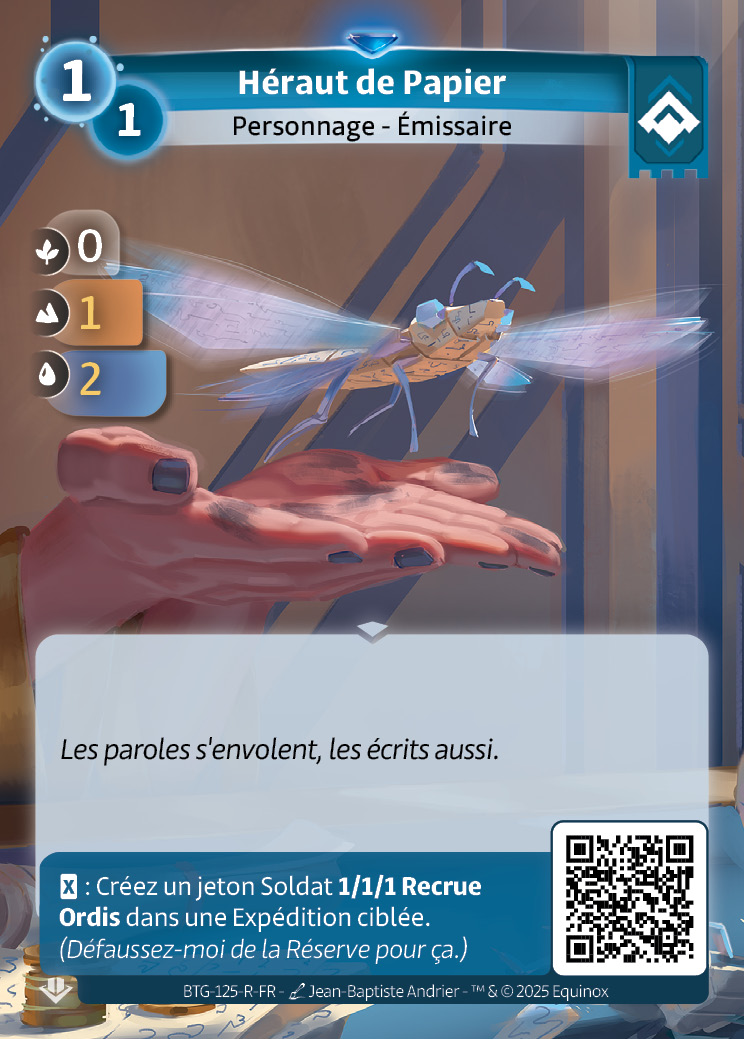 1
Héraut de Papier
1
Personnage - Émissaire
0
1
2
Les paroles s'envolent, les écrits aussi.
X : Créez un jeton Soldat 1/1/1 Recrue
Ordis dans une Expédition ciblée.
(Défaussez-moi de la Réserve pour ça.)
BTG-125-R-FR - Jean-Baptiste Andrier - ™ & © 2025 Equinox